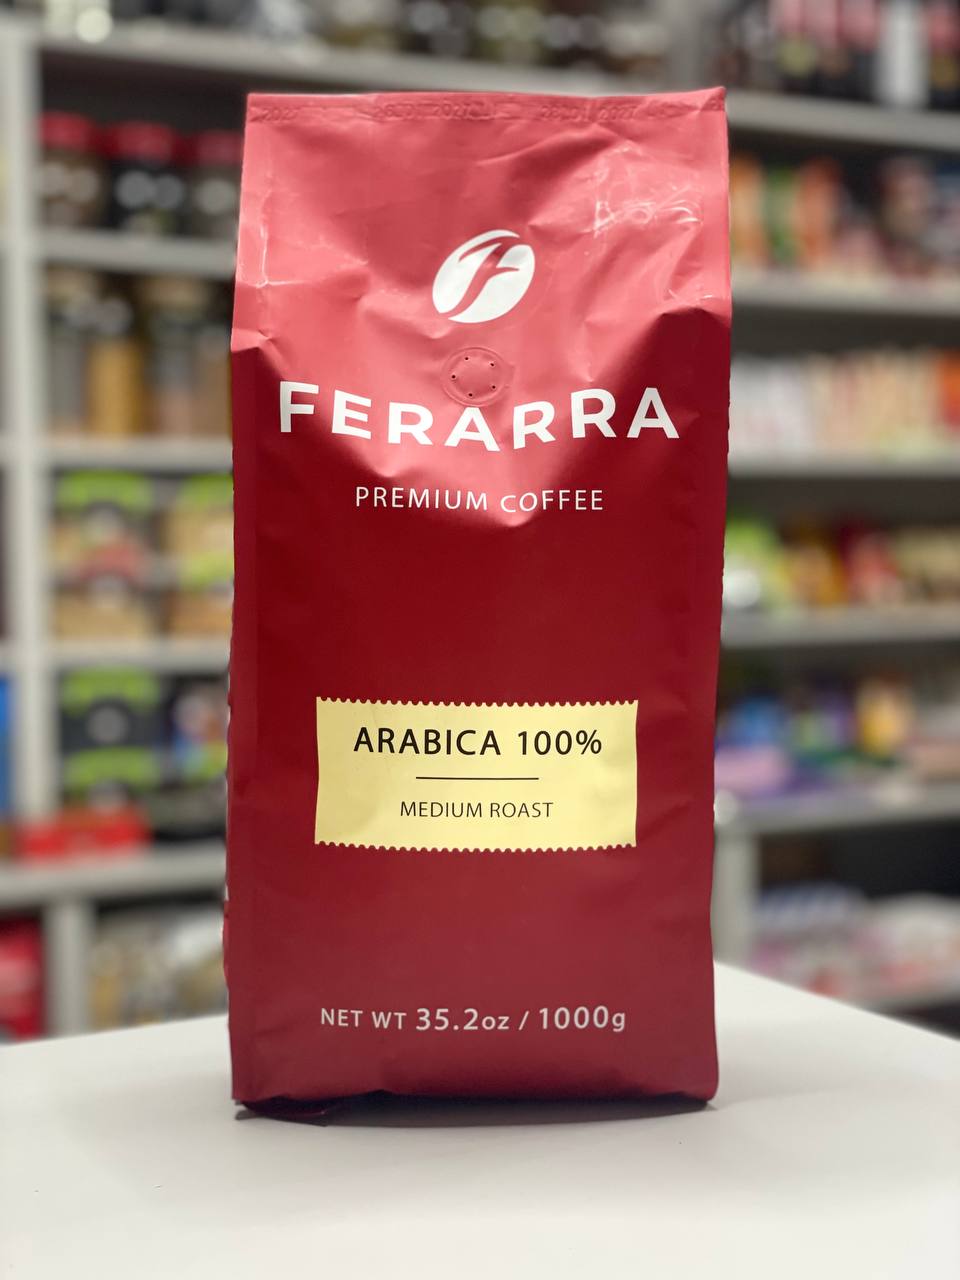 FERARRA
PREMIUM COFFEE
ARABICA 100%
MEDIUM ROAST
NET WT 35.2oz / 1000g